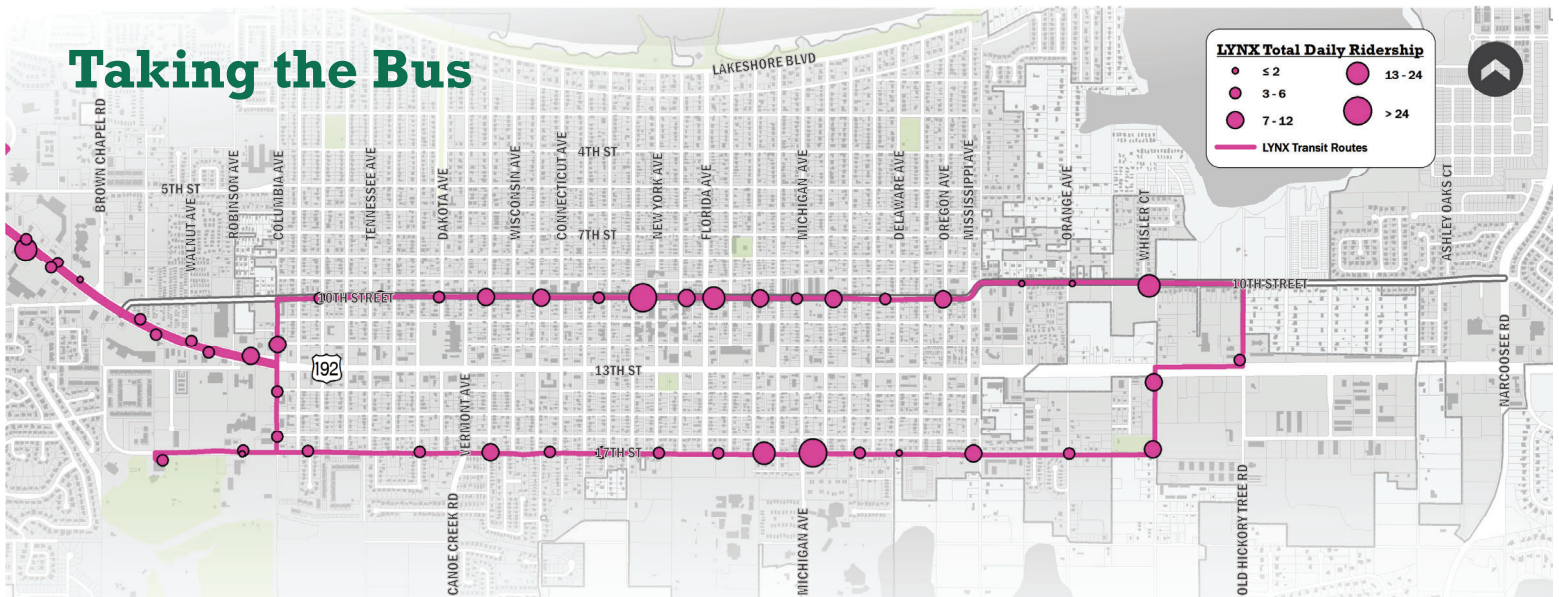 Taking the Bus
LYNX Total Daily Ridership
≤ 2
3 - 6
7 - 12
13 - 24
> 24
LYNX Transit Routes
LAKESHORE BLVD
BROWN CHAPEL RD
5TH ST
WALNUT AVE
ROBINSON AVE
COLUMBIA AVE
TENNESSEE AVE
DAKOTA AVE
WISCONSIN AVE
CONNECTICUT AVE
4TH ST
7TH ST
NEW YORK AVE
FLORIDA AVE
MICHIGAN AVE
DELAWARE AVE
OREGON AVE
MISSISSIPPI AVE
ORANGE AVE
WHISLER CT
ASHLEY OAKS CT
10TH STREET
10TH STREET
192
13TH ST
NARCOOSEE RD
VERMONT AVE
17TH ST
CANOE CREEK RD
MICHIGAN AVE
OLD HICKORY TREE RD